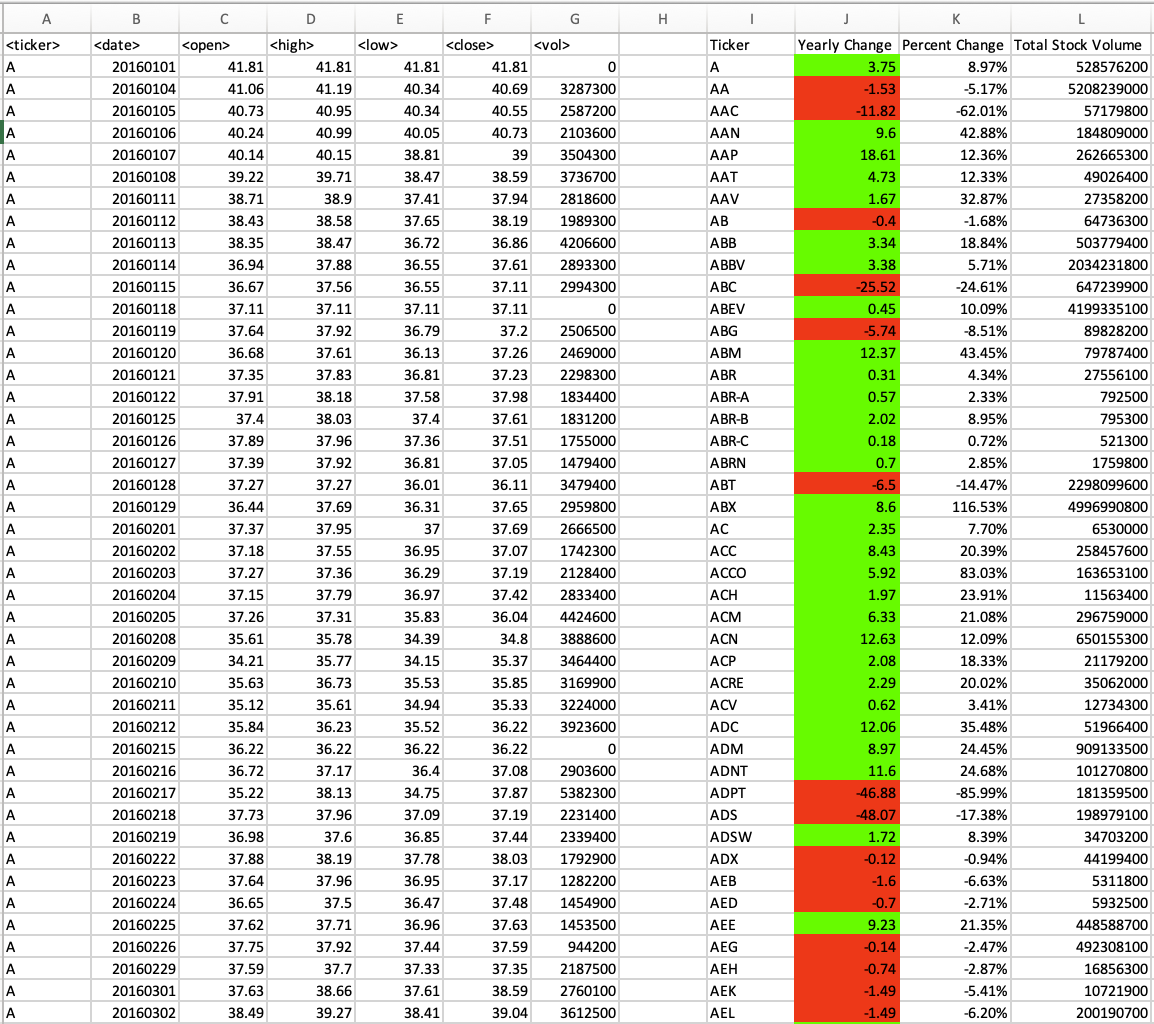 A B C D E F G H I J K L
<ticker> <date> <open> <high> <low> <close> <vol> Ticker Yearly Change Percent Change Total Stock Volume
A 20160101 41.81 41.81 41.81 41.81 0 A 3.75 8.97% 528576200
A 20160104 41.06 41.19 40.34 40.69 3287300 AA -1.53 -5.17% 5208239000
A 20160105 40.73 40.95 40.34 40.55 2587200 AAC -11.82 -62.01% 57179800
A 20160106 40.24 40.99 40.05 40.73 2103600 AAN 9.6 42.88% 184809000
A 20160107 40.14 40.15 38.81 39 3504300 AAP 18.61 12.36% 262665300
A 20160108 39.22 39.71 38.47 38.59 3736700 AAT 4.73 12.33% 49026400
A 20160111 38.71 38.9 37.41 37.94 2818600 AAV 1.67 32.87% 27358200
A 20160112 38.43 38.58 37.65 38.19 1989300 AB -0.4 -1.68% 64736300
A 20160113 38.35 38.47 36.72 36.86 4206600 ABB 3.34 18.84% 503779400
A 20160114 36.94 37.88 36.55 37.61 2893300 ABBV 3.38 5.71% 2034231800
A 20160115 36.67 37.56 36.55 37.11 2994300 ABC -25.52 -24.61% 647239900
A 20160118 37.11 37.11 37.11 37.11 0 ABEV 0.45 10.09% 4199335100
A 20160119 37.64 37.92 36.79 37.2 2506500 ABG -5.74 -8.51% 89828200
A 20160120 36.68 37.61 36.13 37.26 2469000 ABM 12.37 43.45% 79787400
A 20160121 37.35 37.83 36.81 37.23 2298300 ABR 0.31 4.34% 27556100
A 20160122 37.91 38.18 37.58 37.98 1834400 ABR-A 0.57 2.33% 792500
A 20160125 37.4 38.03 37.4 37.61 1831200 ABR-B 2.02 8.95% 795300
A 20160126 37.89 37.96 37.36 37.51 1755000 ABR-C 0.18 0.72% 521300
A 20160127 37.39 37.92 36.81 37.05 1479400 ABRN 0.7 2.85% 1759800
A 20160128 37.27 37.27 36.01 36.11 3479400 ABT -6.5 -14.47% 2298099600
A 20160129 36.44 37.69 36.31 37.65 2959800 ABX 8.6 116.53% 4996990800
A 20160201 37.37 37.95 37 37.69 2666500 AC 2.35 7.70% 6530000
A 20160202 37.18 37.55 36.95 37.07 1742300 ACC 8.43 20.39% 258457600
A 20160203 37.27 37.36 36.29 37.19 2128400 ACCO 5.92 83.03% 163653100
A 20160204 37.15 37.79 36.97 37.42 2833400 ACH 1.97 23.91% 11563400
A 20160205 37.26 37.31 35.83 36.04 4424600 ACM 6.33 21.08% 296759000
A 20160208 35.61 35.78 34.39 34.8 3888600 ACN 12.63 12.09% 650155300
A 20160209 34.21 35.77 34.15 35.37 3464400 ACP 2.08 18.33% 21179200
A 20160210 35.63 36.73 35.53 35.85 3169900 ACRE 2.29 20.02% 35062000
A 20160211 35.12 35.61 34.94 35.33 3224000 ACV 0.62 3.41% 12734300
A 20160212 35.84 36.23 35.52 36.22 3923600 ADC 12.06 35.48% 51966400
A 20160215 36.22 36.22 36.22 36.22 0 ADM 8.97 24.45% 909133500
A 20160216 36.72 37.17 36.4 37.08 2903600 ADNT 11.6 24.68% 101270800
A 20160217 35.22 38.13 34.75 37.87 5382300 ADPT -46.88 -85.99% 181359500
A 20160218 37.73 37.96 37.09 37.19 2231400 ADS -48.07 -17.38% 198979100
A 20160219 36.98 37.6 36.85 37.44 2339400 ADSW 1.72 8.39% 34703200
A 20160222 37.88 38.19 37.78 38.03 1792900 ADX -0.12 -0.94% 44199400
A 20160223 37.64 37.96 36.95 37.17 1282200 AEB -1.6 -6.63% 5311800
A 20160224 36.65 37.5 36.47 37.48 1454900 AED -0.7 -2.71% 5932500
A 20160225 37.62 37.71 36.96 37.63 1453500 AEE 9.23 21.35% 448588700
A 20160226 37.75 37.92 37.44 37.59 944200 AEG -0.14 -2.47% 492308100
A 20160229 37.59 37.7 37.33 37.35 2187500 AEH -0.74 -2.87% 16856300
A 20160301 37.63 38.66 37.61 38.59 2760100 AEK -1.49 -5.41% 10721900
A 20160302 38.49 39.27 38.41 39.04 3612500 AEL -1.49 -6.20% 200190700